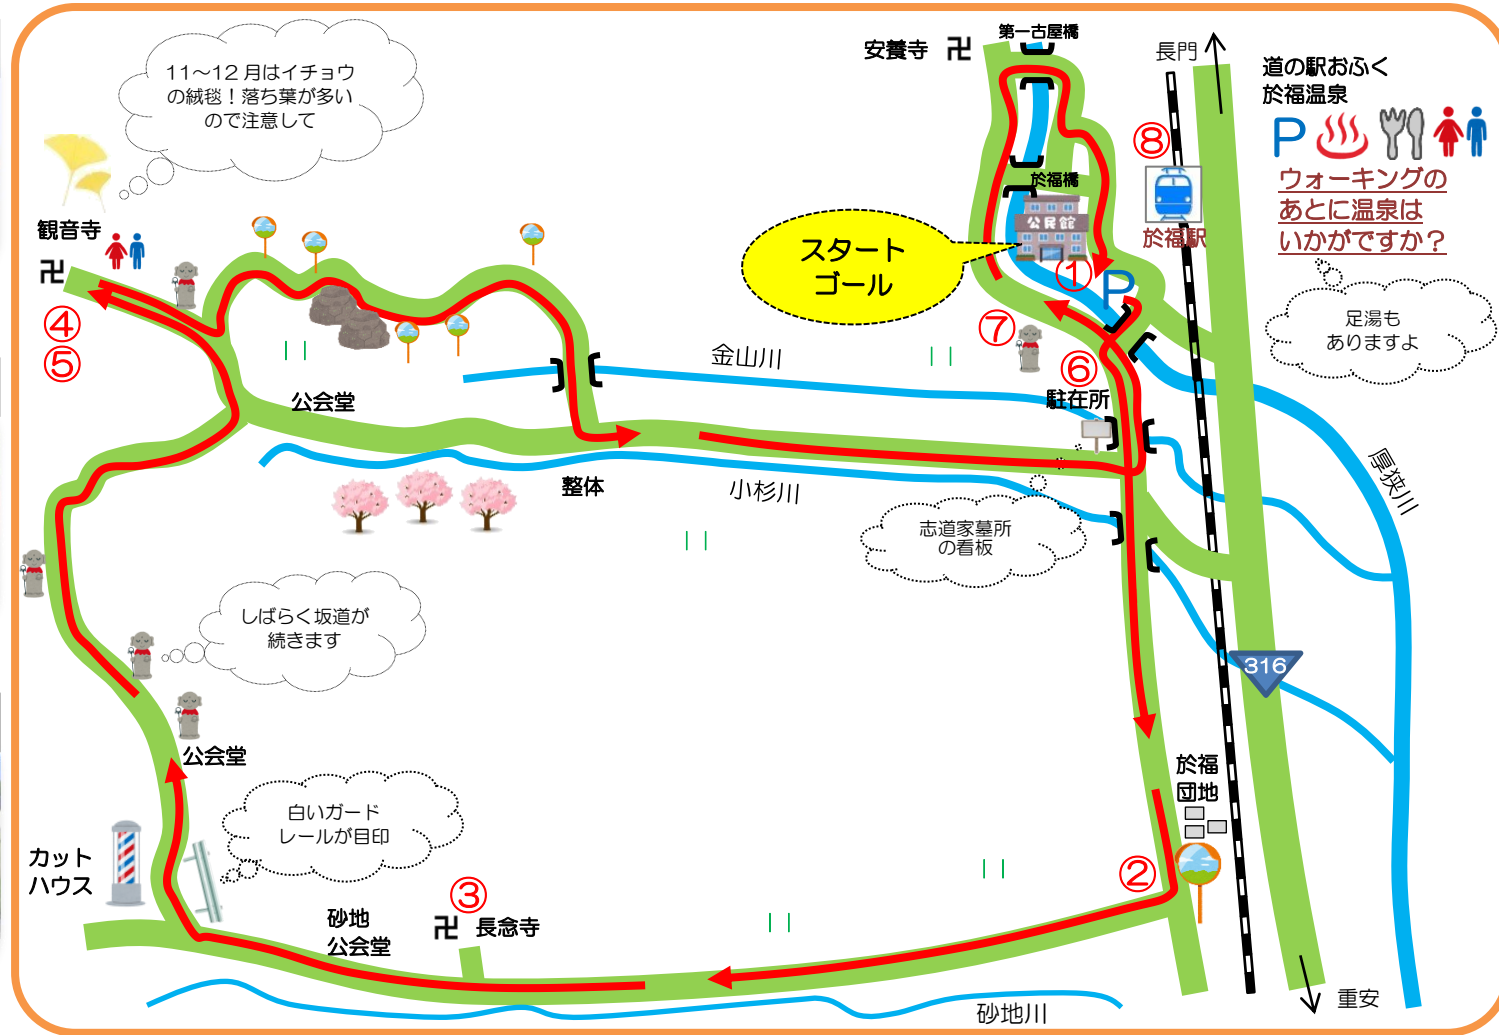 11～12月はイチョウ
の絨毯！落ち葉が多い
ので注意して
観音寺
卍
④
⑤
安養寺 卍
第一古屋橋
長門
道の駅おふく
於福温泉
P
ウォーキングの
あとに温泉は
いかがですか？
足湯も
ありますよ
⑧
於福駅
於福橋
公民館
スタート
ゴール
①
P
⑦
⑥
駐在所
金山川
公会堂
整体
小杉川
厚狭川
志道家墓所
の看板
しばらく坂道が
続きます
公会堂
316
於福
団地
白いガード
レールが目印
カット
ハウス
②
③
卍 長念寺
砂地
公会堂
砂地川
重安